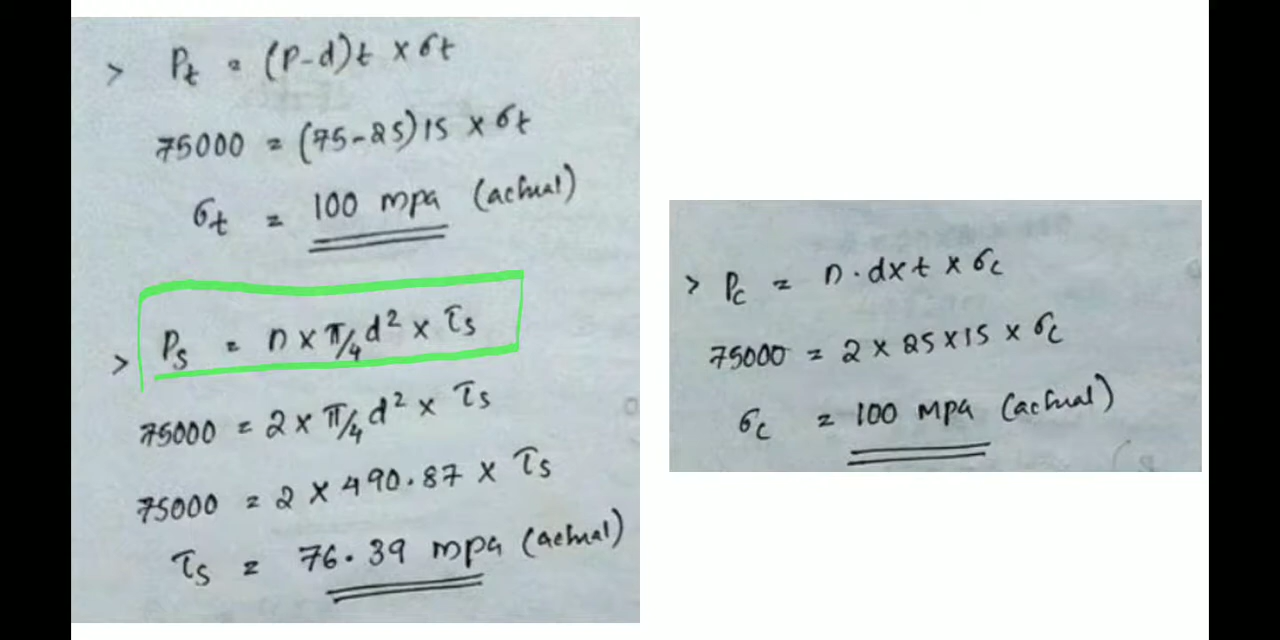 > Pt = (P-d)t × σt
75000 = (75-25)15 × σt
σt = 100 mpa (actual)
> Ps = n × π/4 d² × τs
75000 = 2 × π/4 d² × τs
75000 = 2 × 490.87 × τs
τs = 76.39 mpa (actual)
> Pc = n·d×t × σc
75000 = 2 × 25×15 × σc
σc = 100 MPa (actual)